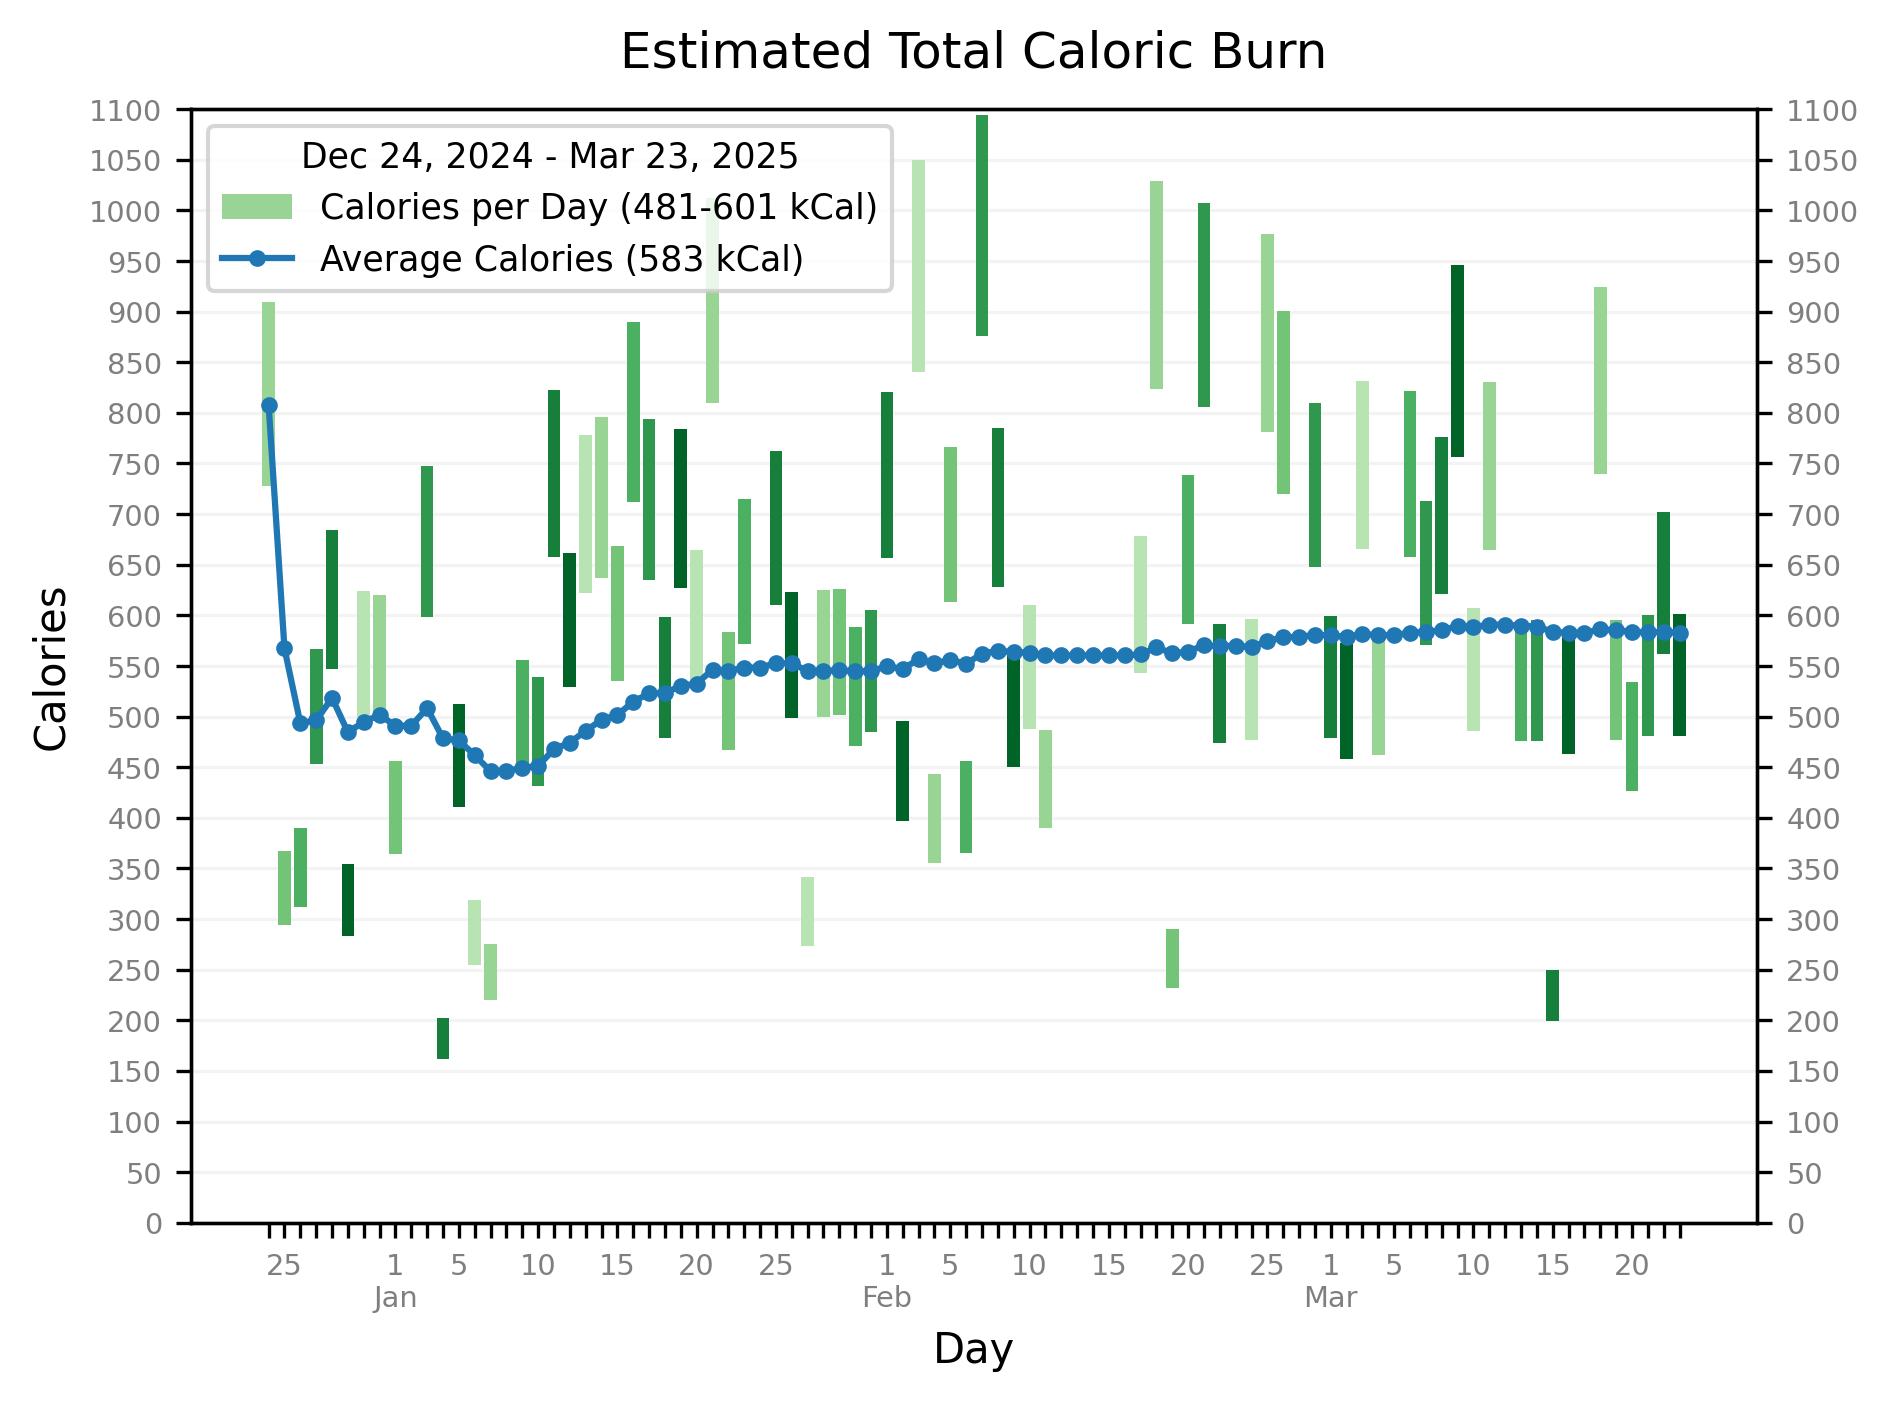 Estimated Total Caloric Burn
Dec 24, 2024 - Mar 23, 2025
Calories per Day (481-601 kCal)
Average Calories (583 kCal)
1100 1100
1050 1050
1000 1000
950 950
900 900
850 850
800 800
750 750
700 700
650 650
600 600
550 550
500 500
450 450
400 400
350 350
300 300
250 250
200 200
150 150
100 100
50 50
0 0
Calories
25 1 5 10 15 20 25 1 5 10 15 20 25 1 5 10 15 20
Jan Feb Mar
Day